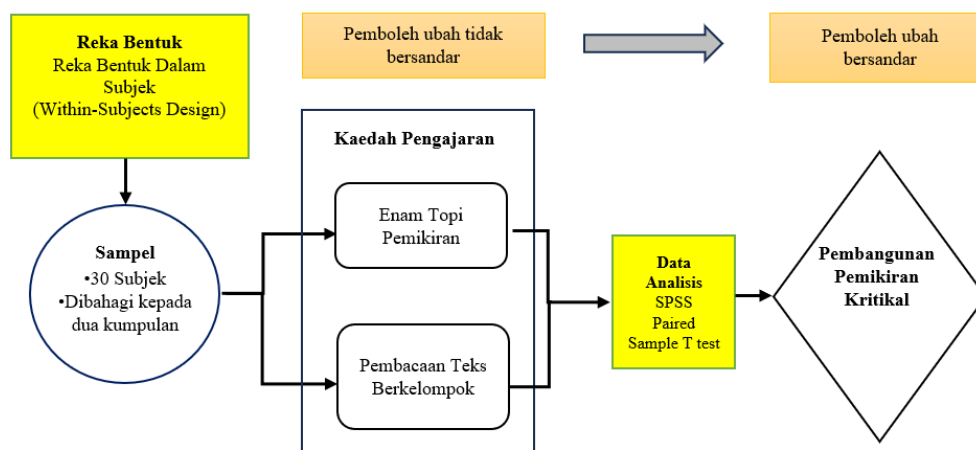 Reka Bentuk
Reka Bentuk Dalam
Subjek
(Within-Subjects Design)
Pemboleh ubah tidak
bersandar
Pemboleh ubah
bersandar
Sampel
•30 Subjek
•Dibahagi kepada
dua kumpulan
Kaedah Pengajaran
Enam Topi
Pemikiran
Pembacaan Teks
Berkelompok
Data
Analisis
SPSS
Paired
Sample T test
Pembangunan
Pemikiran
Kritikal